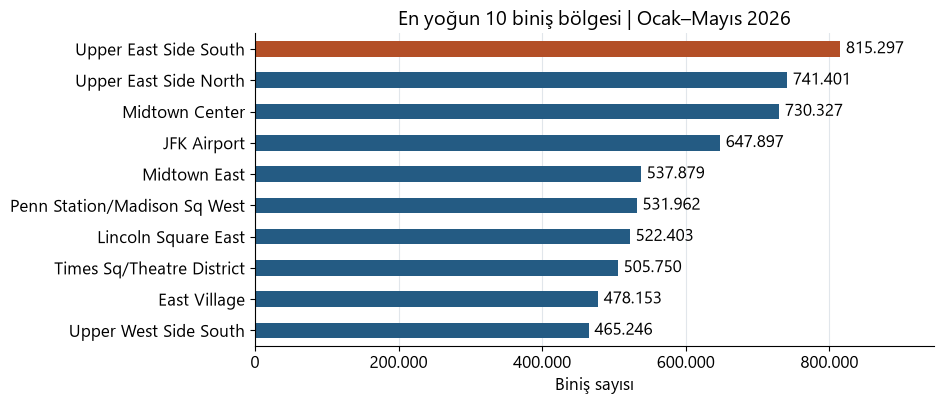 En yoğun 10 biniş bölgesi | Ocak–Mayıs 2026
Upper East Side South 815.297
Upper East Side North 741.401
Midtown Center 730.327
JFK Airport 647.897
Midtown East 537.879
Penn Station/Madison Sq West 531.962
Lincoln Square East 522.403
Times Sq/Theatre District 505.750
East Village 478.153
Upper West Side South 465.246
0 200.000 400.000 600.000 800.000
Biniş sayısı